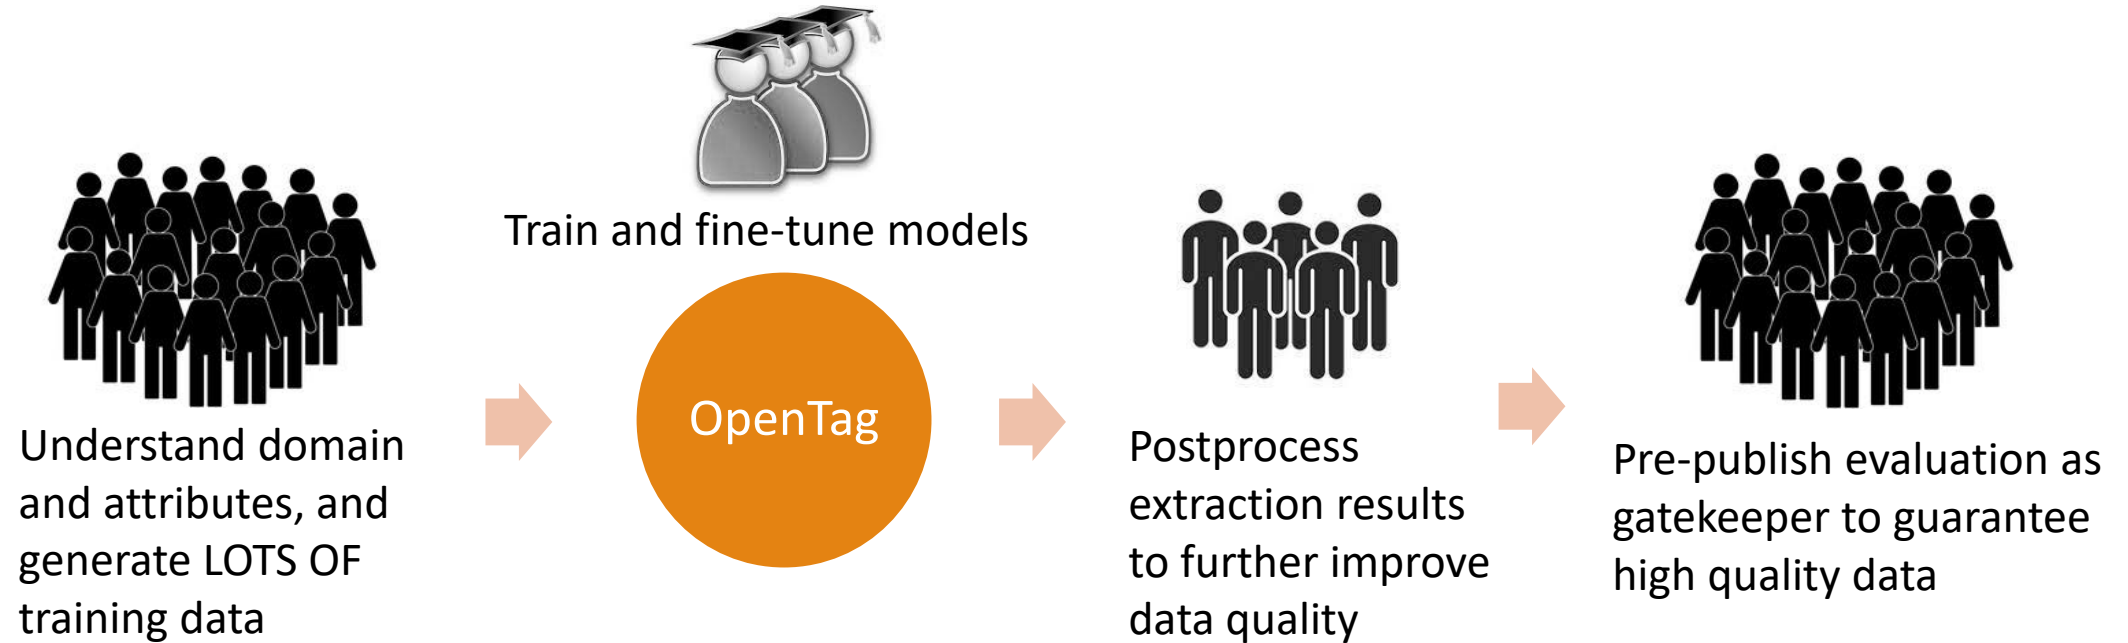 Understand domain
and attributes, and
generate LOTS OF
training data
Train and fine-tune models
OpenTag
Postprocess
extraction results
to further improve
data quality
Pre-publish evaluation as
gatekeeper to guarantee
high quality data